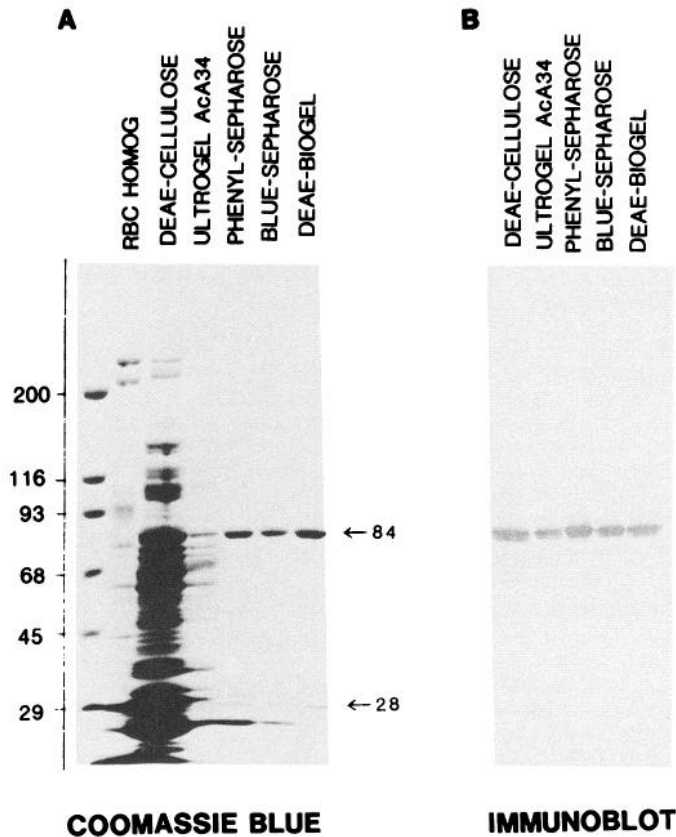 A
RBC HOMOG
DEAE-CELLULOSE
ULTROGEL AcA34
PHENYL-SEPHAROSE
BLUE-SEPHAROSE
DEAE-BIOGEL
200
116
93
68
45
29
←84
←28
COOMASSIE BLUE
B
DEAE-CELLULOSE
ULTROGEL AcA34
PHENYL-SEPHAROSE
BLUE-SEPHAROSE
DEAE-BIOGEL
IMMUNOBLOT